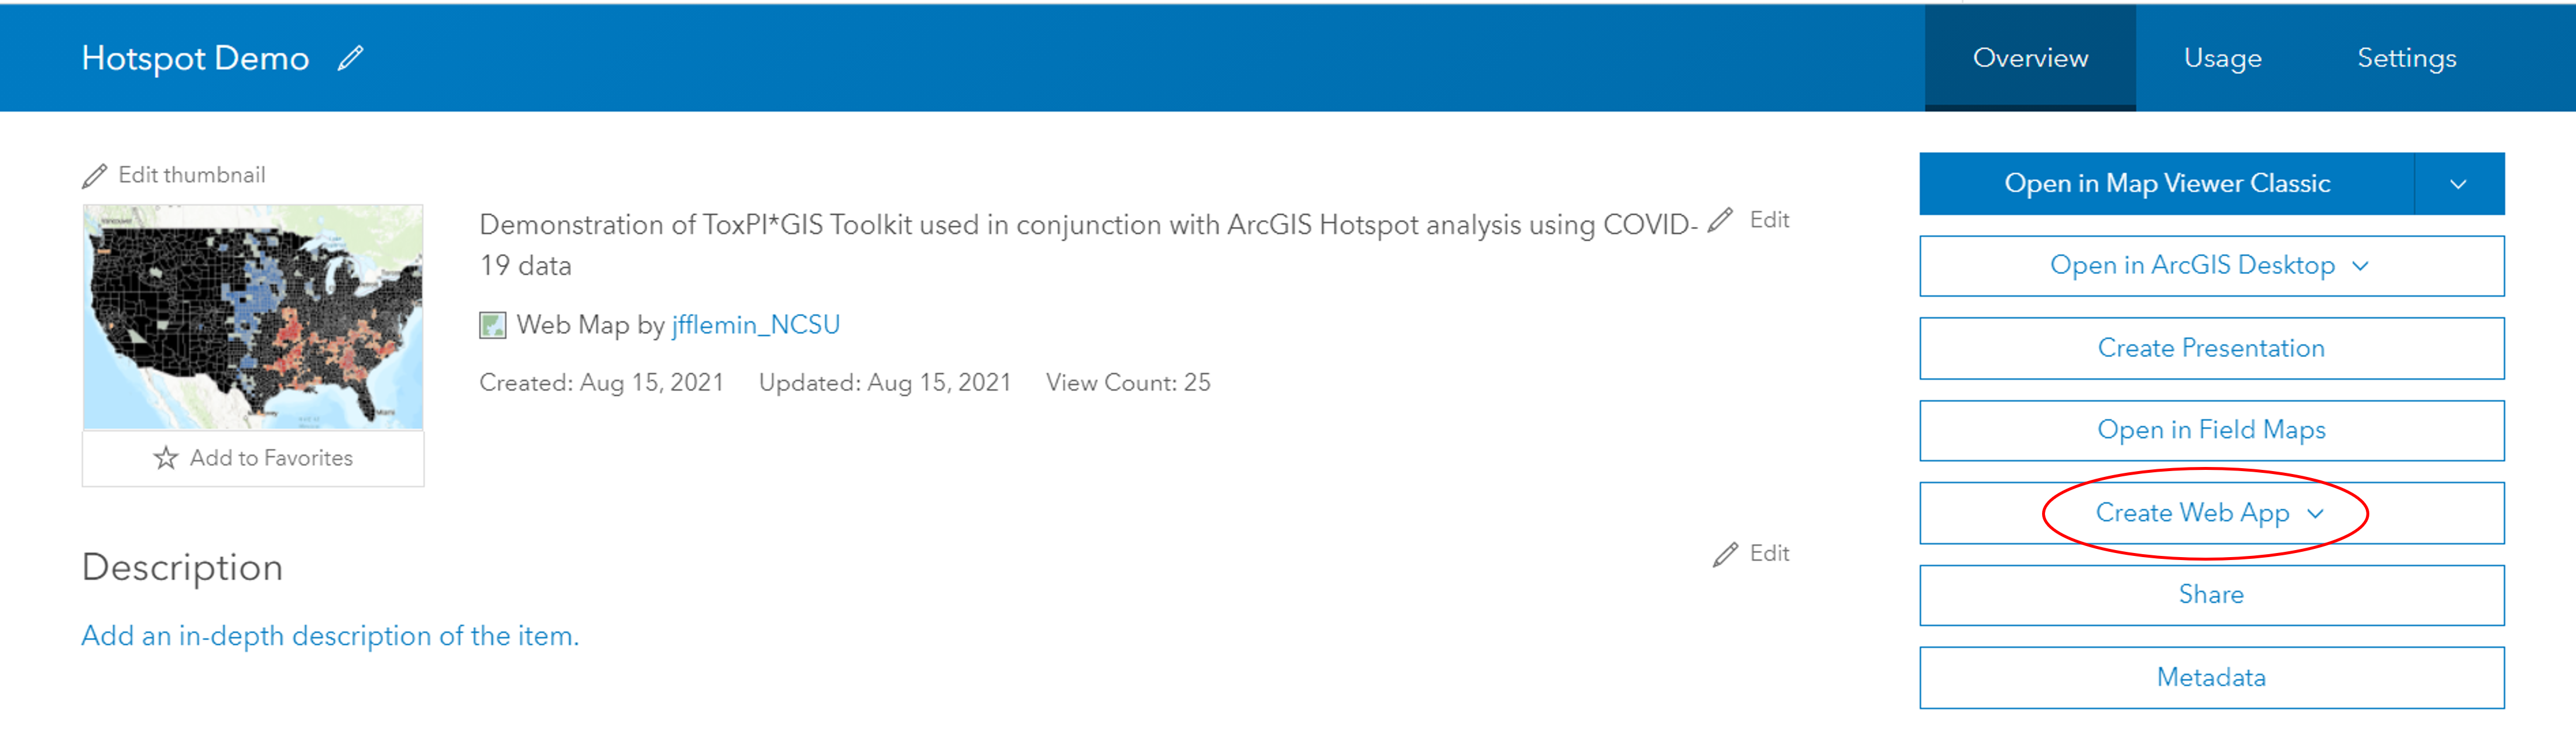 Hotspot Demo
Overview
Usage
Settings
Edit thumbnail
Add to Favorites
Demonstration of ToxPI*GIS Toolkit used in conjunction with ArcGIS Hotspot analysis using COVID-
19 data
Edit
Web Map by jfflemin_NCSU
Created: Aug 15, 2021 Updated: Aug 15, 2021 View Count: 25
Description
Edit
Add an in-depth description of the item.
Open in Map Viewer Classic
Open in ArcGIS Desktop
Create Presentation
Open in Field Maps
Create Web App
Share
Metadata